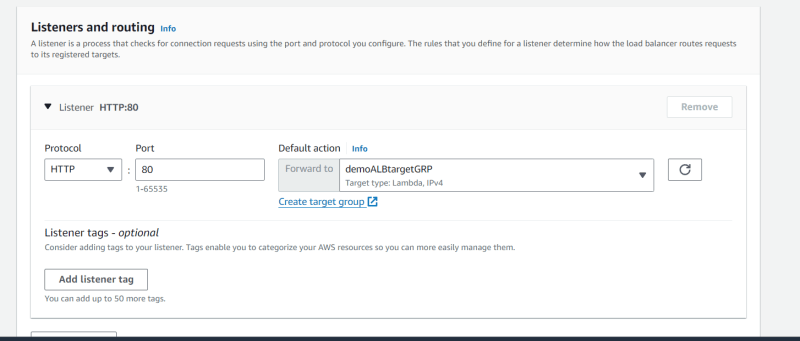 Listeners and routing Info
A listener is a process that checks for connection requests using the port and protocol you configure. The rules that you define for a listener determine how the load balancer routes requests
to its registered targets.
Listener HTTP:80
Remove
Protocol Port Default action Info
HTTP : 80 Forward to demoALBtargetGRP
Target type: Lambda, IPv4
1-65535
Create target group
Listener tags - optional
Consider adding tags to your listener. Tags enable you to categorize your AWS resources so you can more easily manage them.
Add listener tag
You can add up to 50 more tags.